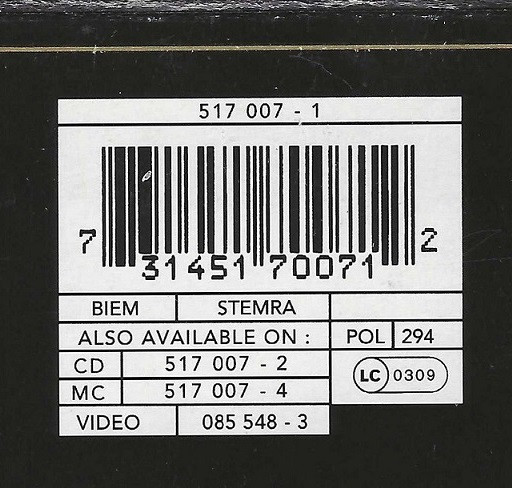 517 007 - 1
7 31451 70071 2
BIEM STEMRA
ALSO AVAILABLE ON : POL 294
CD 517 007 - 2
LC 0309
MC 517 007 - 4
VIDEO 085 548 - 3